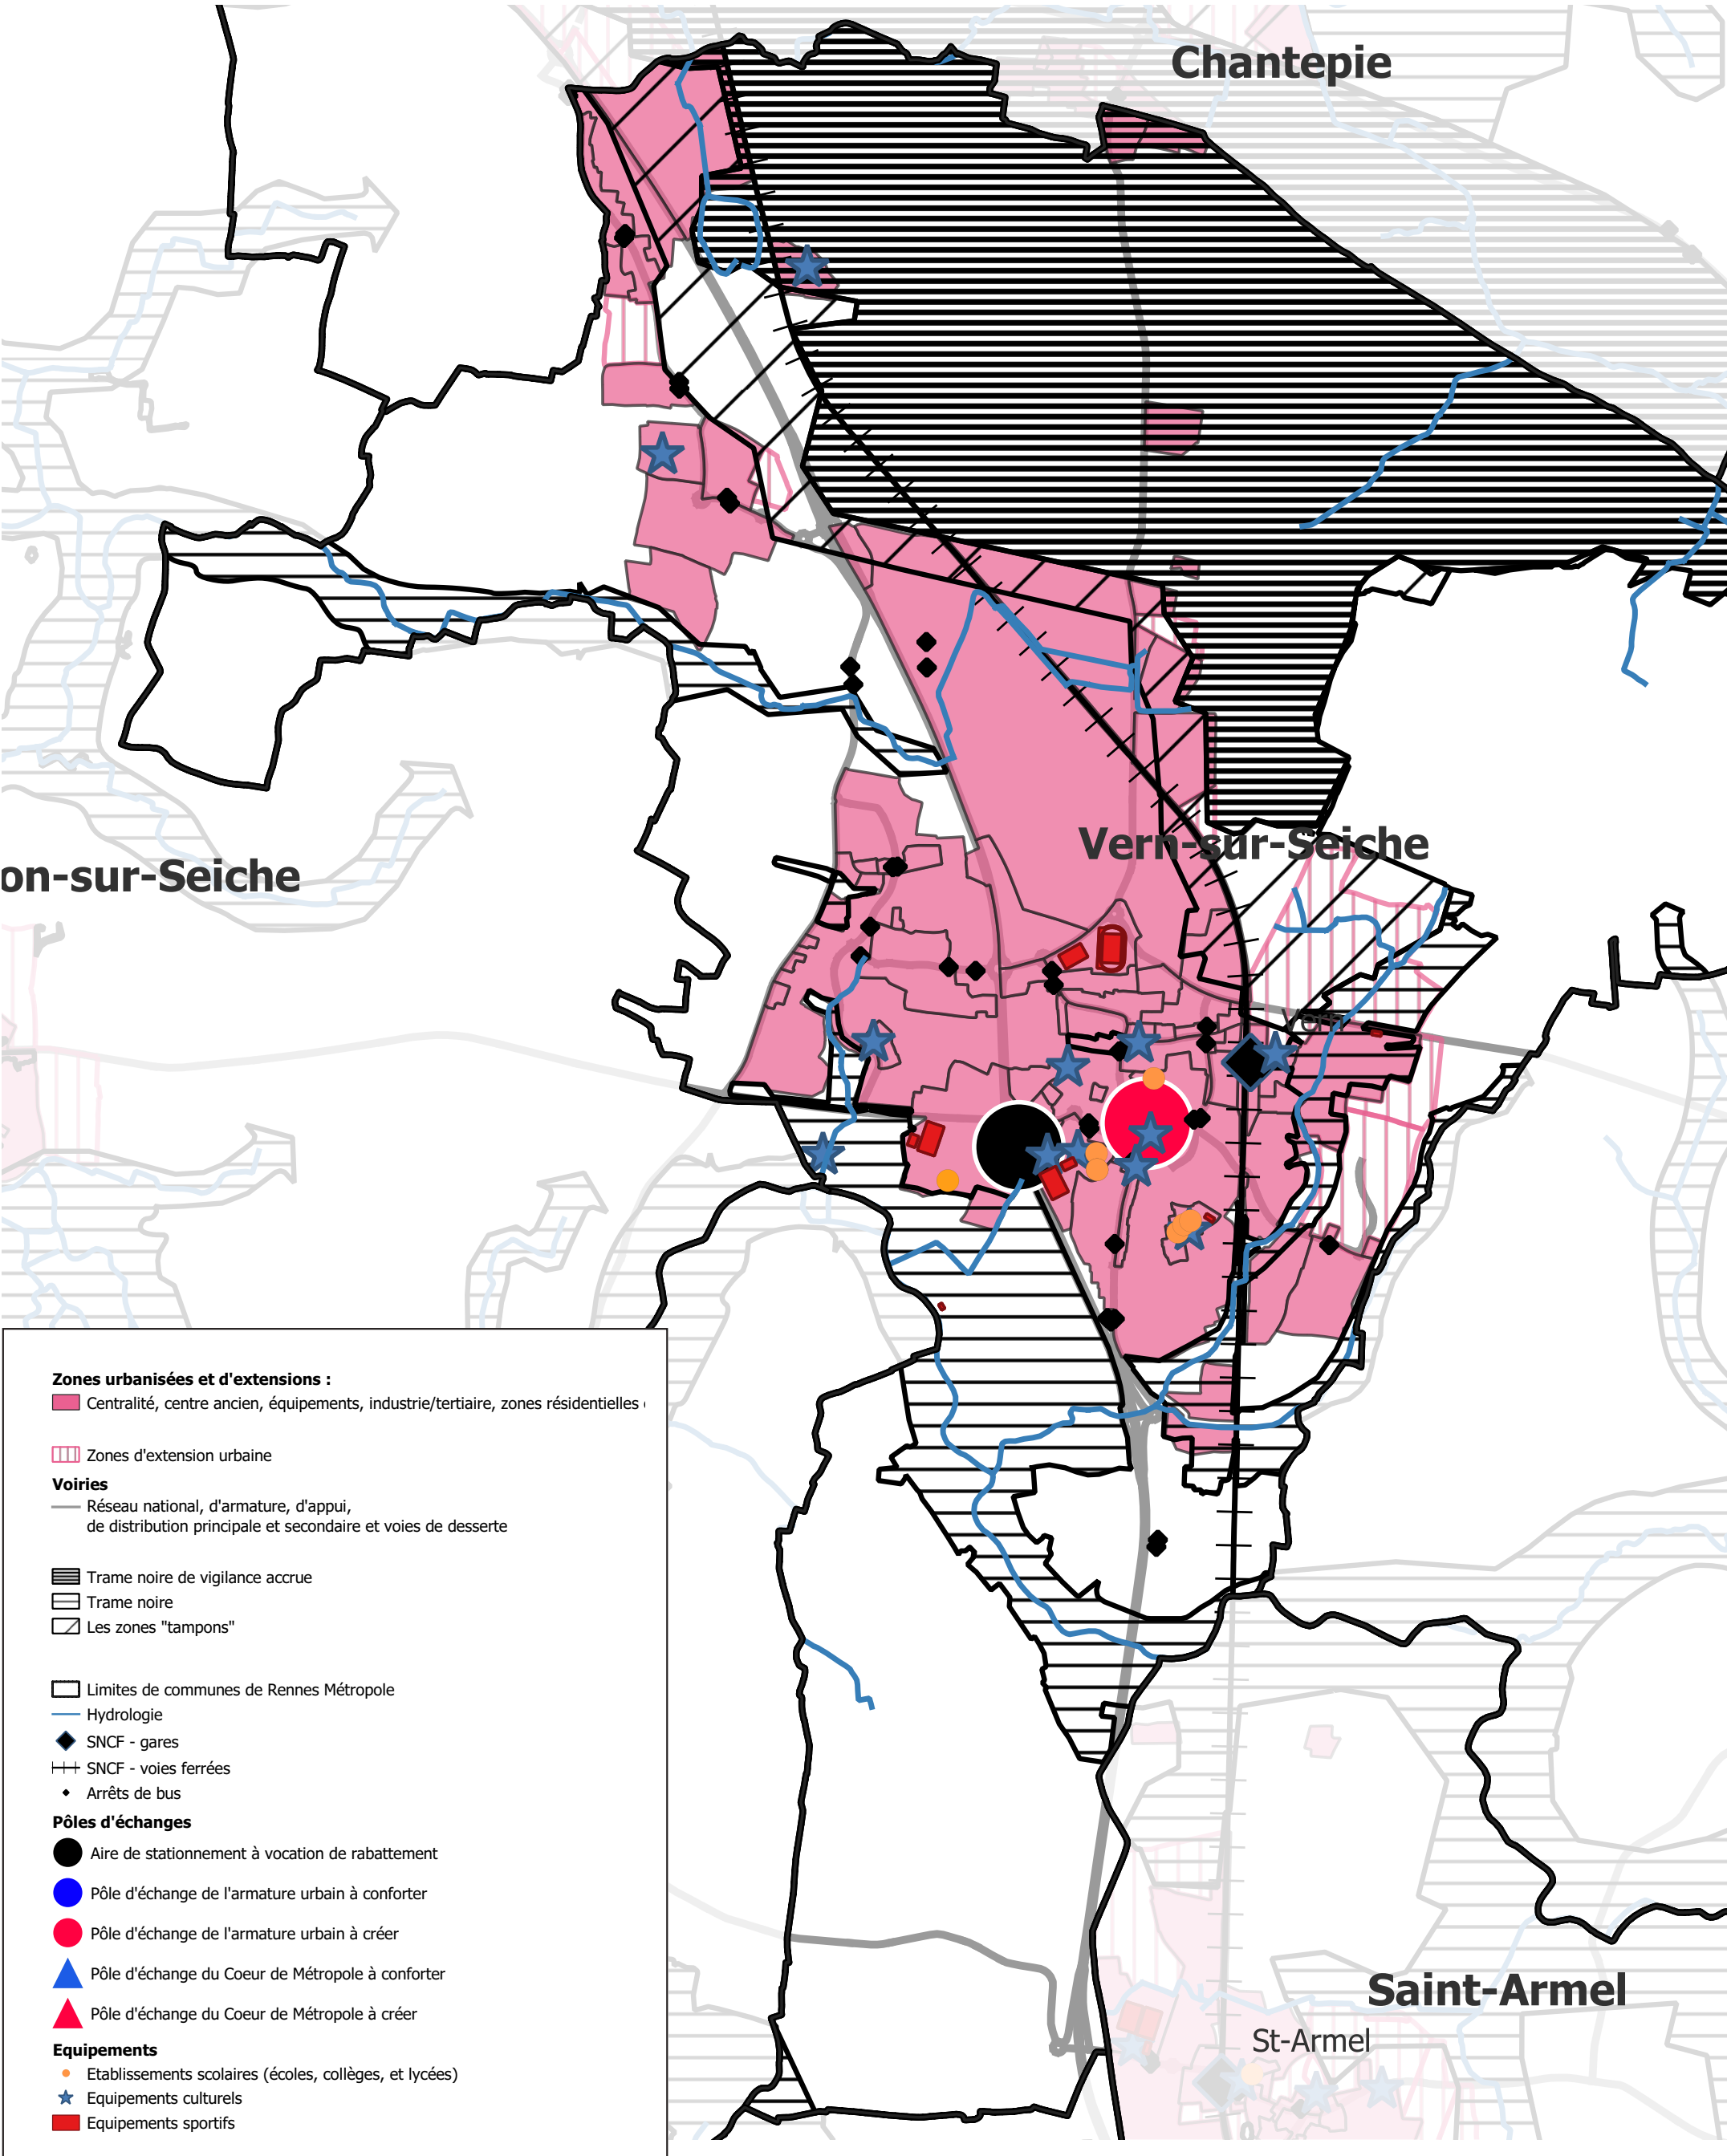 Chantepie
Vern-sur-Seiche
on-sur-Seiche
Vern
Zones urbanisées et d'extensions :
Centralité, centre ancien, équipements, industrie/tertiaire, zones résidentielles
Zones d'extension urbaine
Voiries
Réseau national, d'armature, d'appui,
de distribution principale et secondaire et voies de desserte
Trame noire de vigilance accrue
Trame noire
Les zones "tampons"
Limites de communes de Rennes Métropole
Hydrologie
SNCF - gares
SNCF - voies ferrées
Arrêts de bus
Pôles d'échanges
Aire de stationnement à vocation de rabattement
Pôle d'échange de l'armature urbain à conforter
Pôle d'échange de l'armature urbain à créer
Pôle d'échange du Coeur de Métropole à conforter
Pôle d'échange du Coeur de Métropole à créer
Equipements
Etablissements scolaires (écoles, collèges, et lycées)
Equipements culturels
Equipements sportifs
Saint-Armel
St-Armel